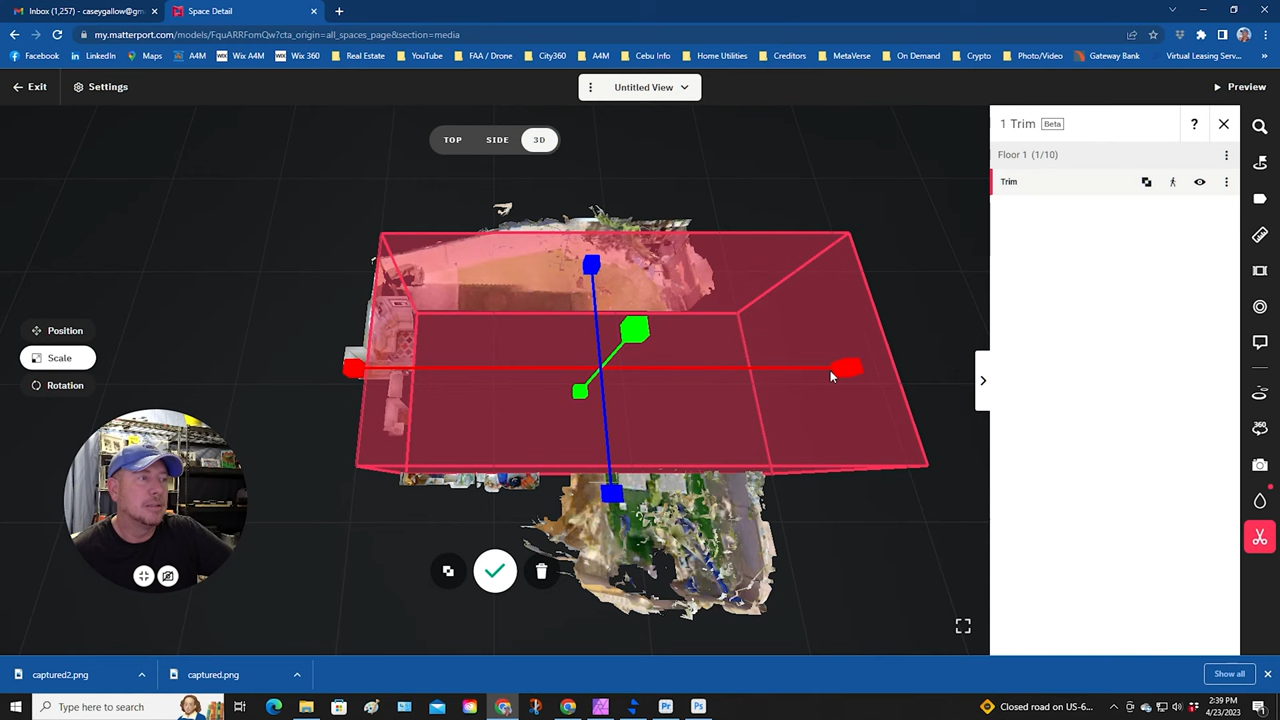 Inbox (1,257) - caseygallow@gm
Space Detail
my.matterport.com/models/FquARRFomQw?cta_origin=all_spaces_page&section=media
Facebook
LinkedIn
Maps
A4M
Wix A4M
Wix 360
Real Estate
YouTube
FAA / Drone
City360
A4M
Cebu Info
Home Utilities
MetaVerse
On Demand
Crypto
Photo/Video
Creditors
Gateway Bank
Virtual Leasing Serv...
Exit
Settings
Untitled View
Preview
TOP
SIDE
3D
1 Trim
Beta
?
Floor 1 (1/10)
Trim
Position
Scale
Rotation
360
captured2.png
captured.png
Show all
Type here to search
Closed road on US-6...
2:39 PM
4/23/2023
Pr
Ps